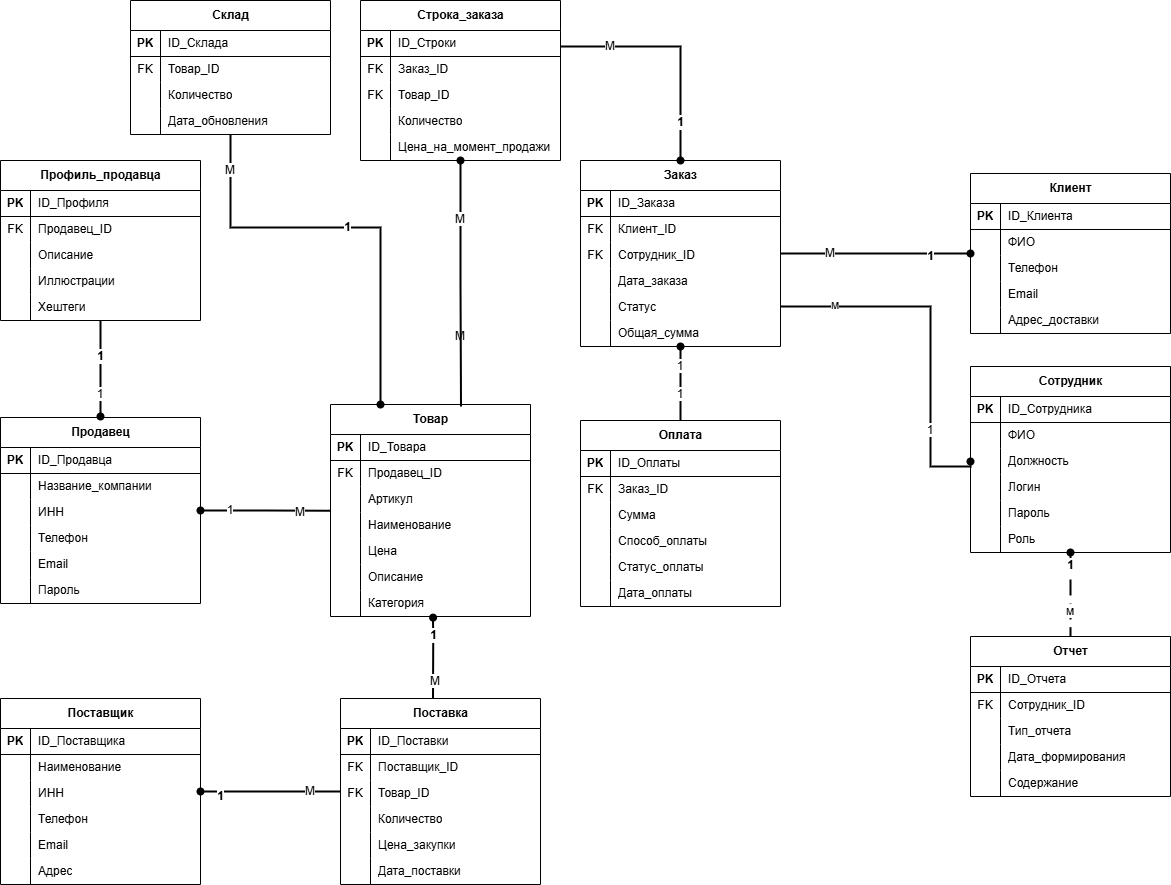 Склад
PK ID_Склада
FK Товар_ID
Количество
Дата_обновления
Строка_заказа
PK ID_Строки
FK Заказ_ID
FK Товар_ID
Количество
Цена_на_момент_продажи
M
1
M
1
M
M
Профиль_продавца
PK ID_Профиля
FK Продавец_ID
Описание
Иллюстрации
Хештеги
1
1
Заказ
PK ID_Заказа
FK Клиент_ID
FK Сотрудник_ID
Дата_заказа
Статус
Общая_сумма
M
1
M
1
1
1
Клиент
PK ID_Клиента
ФИО
Телефон
Email
Адрес_доставки
Продавец
PK ID_Продавца
Название_компании
ИНН
Телефон
Email
Пароль
1
M
Товар
PK ID_Товара
FK Продавец_ID
Артикул
Наименование
Цена
Описание
Категория
1
M
Оплата
PK ID_Оплаты
FK Заказ_ID
Сумма
Способ_оплаты
Статус_оплаты
Дата_оплаты
Сотрудник
PK ID_Сотрудника
ФИО
Должность
Логин
Пароль
Роль
1
M
Отчет
PK ID_Отчета
FK Сотрудник_ID
Тип_отчета
Дата_формирования
Содержание
Поставщик
PK ID_Поставщика
Наименование
ИНН
Телефон
Email
Адрес
1
M
Поставка
PK ID_Поставки
FK Поставщик_ID
FK Товар_ID
Количество
Цена_закупки
Дата_поставки